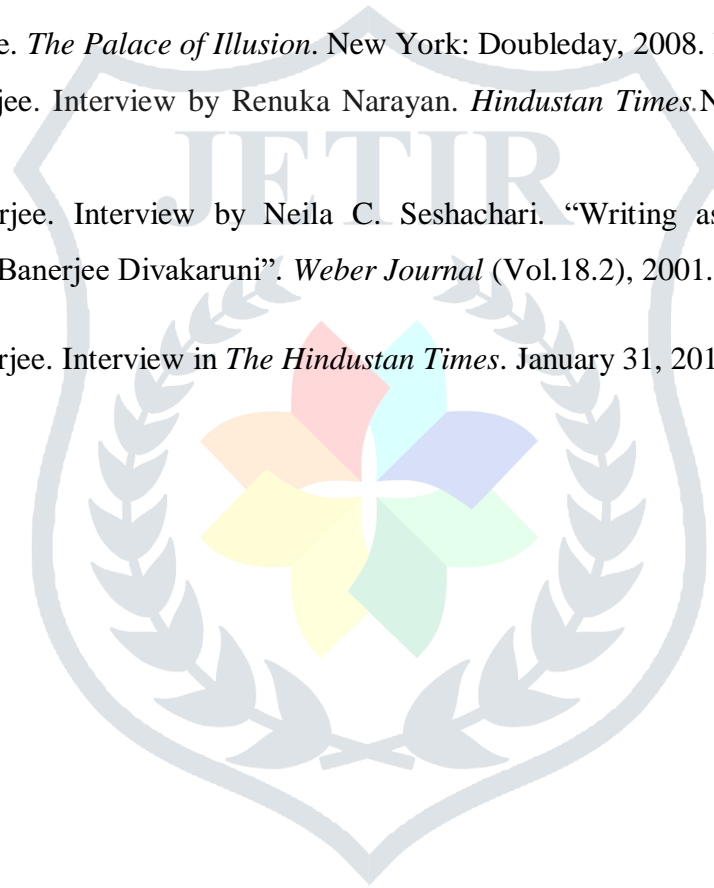 e. The Palace of Illusion. New York: Doubleday, 2008.
jee. Interview by Renuka Narayan. Hindustan Times.N
JETIR
rjee. Interview by Neila C. Seshachari. “Writing as
Banerjee Divakaruni”. Weber Journal (Vol.18.2), 2001.
rjee. Interview in The Hindustan Times. January 31, 201